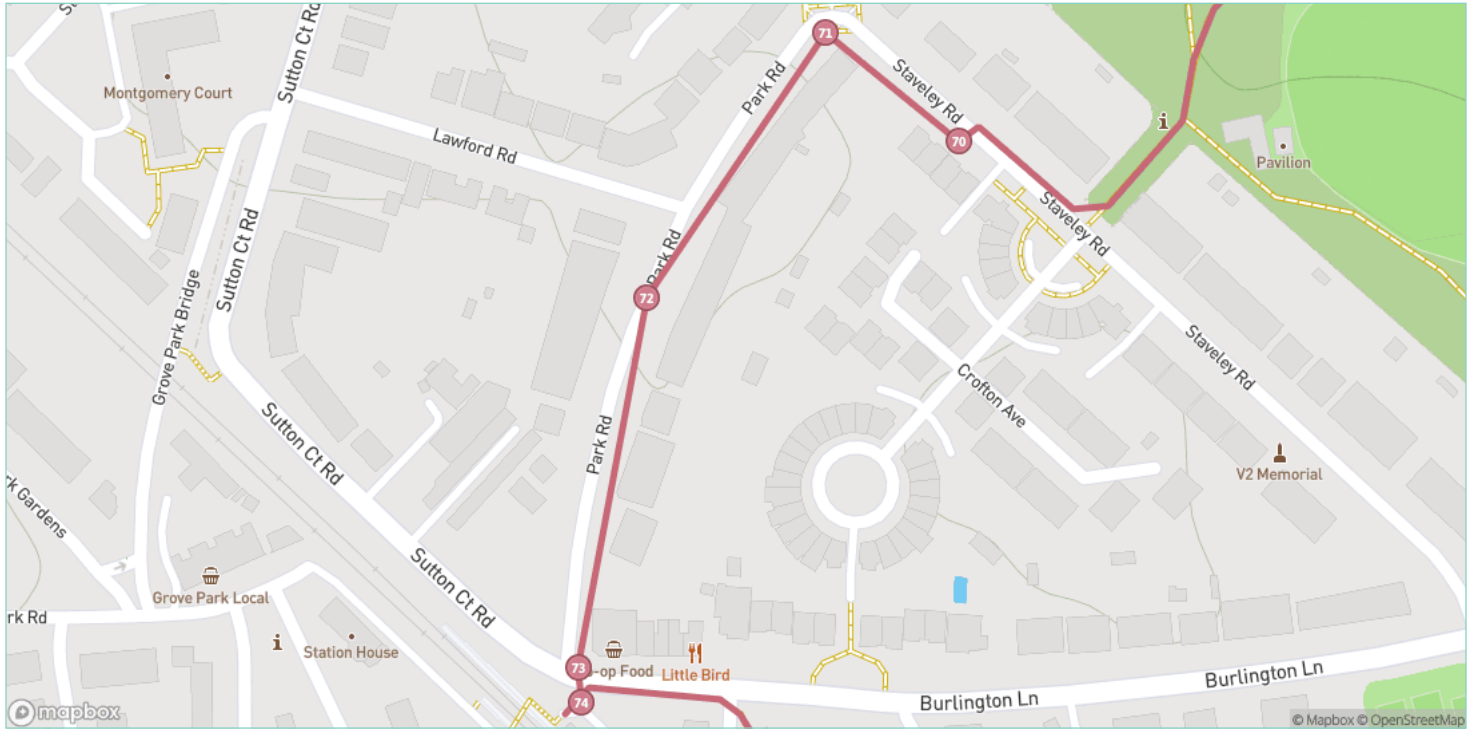 Sutton Ct Rd
71
Staveley Rd
Park Rd
Montgomery Court
Lawford Rd
70
i
Pavilion
Staveley Rd
Sutton Ct Rd
Park Rd
72
Grove Park Bridge
Staveley Rd
Crofton Ave
Sutton Ct Rd
Park Rd
V2 Memorial
rk Gardens
Sutton Ct Rd
Grove Park Local
rk Rd
i
Station House
73
-op Food
Little Bird
74
Burlington Ln
Burlington Ln
mapbox
© Mapbox © OpenStreetMap